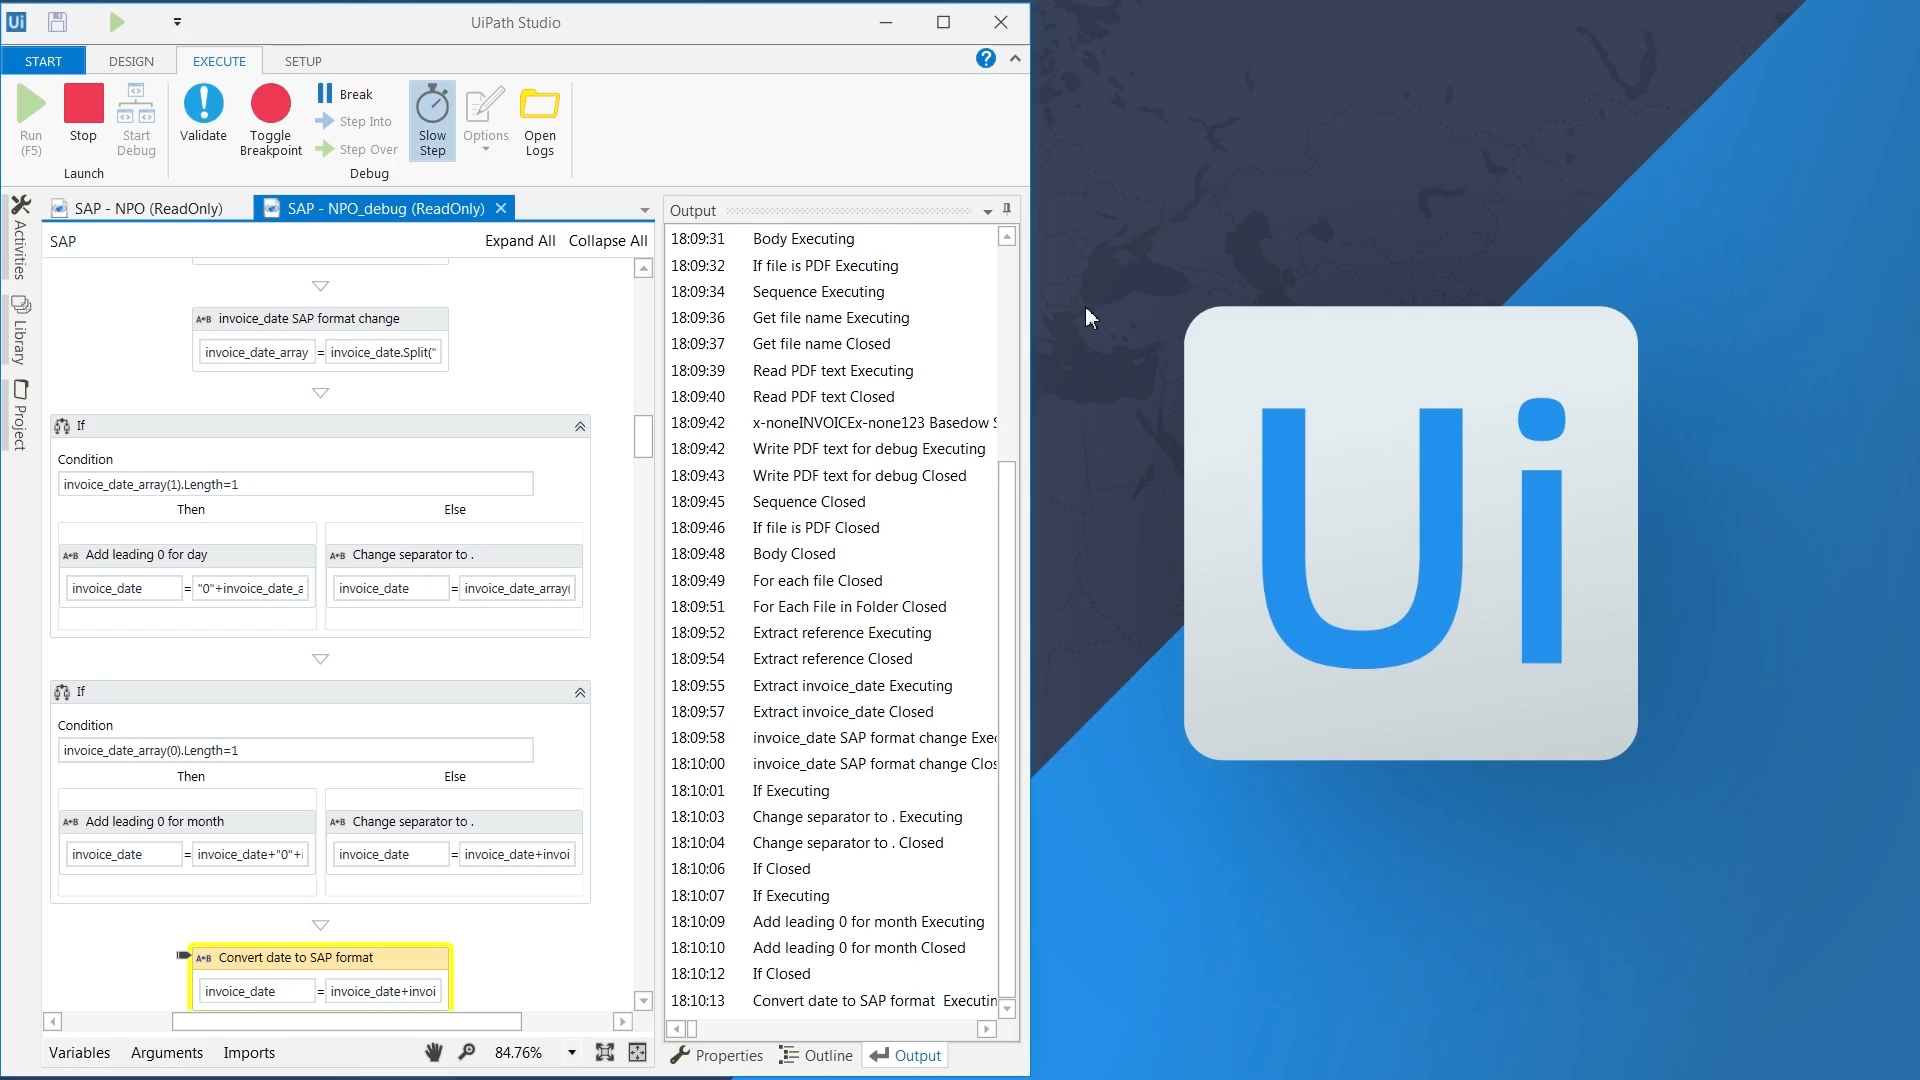 Ui
UiPath Studio
START
DESIGN
EXECUTE
SETUP
?
Run
(F5)
Stop
Start
Debug
Launch
Validate
Toggle
Breakpoint
Break
Step Into
Step Over
Debug
Slow
Step
Options
Open
Logs
Activities
Library
Project
SAP - NPO (ReadOnly)
SAP - NPO_debug (ReadOnly)
SAP
Expand All
Collapse All
A+B invoice_date SAP format change
invoice_date_array = invoice_date.Split("
If
Condition
invoice_date_array(1).Length=1
Then
Else
A+B Add leading 0 for day
invoice_date = "0"+invoice_date_a
A+B Change separator to .
invoice_date = invoice_date_array(
If
Condition
invoice_date_array(0).Length=1
Then
Else
A+B Add leading 0 for month
invoice_date = invoice_date+"0"+i
A+B Change separator to .
invoice_date = invoice_date+invoi
A+B Convert date to SAP format
invoice_date = invoice_date+invoi
Variables
Arguments
Imports
84.76%
Output
18:09:31 Body Executing
18:09:32 If file is PDF Executing
18:09:34 Sequence Executing
18:09:36 Get file name Executing
18:09:37 Get file name Closed
18:09:39 Read PDF text Executing
18:09:40 Read PDF text Closed
18:09:42 x-noneINVOICEx-none123 Basedow S
18:09:42 Write PDF text for debug Executing
18:09:43 Write PDF text for debug Closed
18:09:45 Sequence Closed
18:09:46 If file is PDF Closed
18:09:48 Body Closed
18:09:49 For each file Closed
18:09:51 For Each File in Folder Closed
18:09:52 Extract reference Executing
18:09:54 Extract reference Closed
18:09:55 Extract invoice_date Executing
18:09:57 Extract invoice_date Closed
18:09:58 invoice_date SAP format change Exec
18:10:00 invoice_date SAP format change Clos
18:10:01 If Executing
18:10:03 Change separator to . Executing
18:10:04 Change separator to . Closed
18:10:06 If Closed
18:10:07 If Executing
18:10:09 Add leading 0 for month Executing
18:10:10 Add leading 0 for month Closed
18:10:12 If Closed
18:10:13 Convert date to SAP format Executin
Properties
Outline
Output
Ui